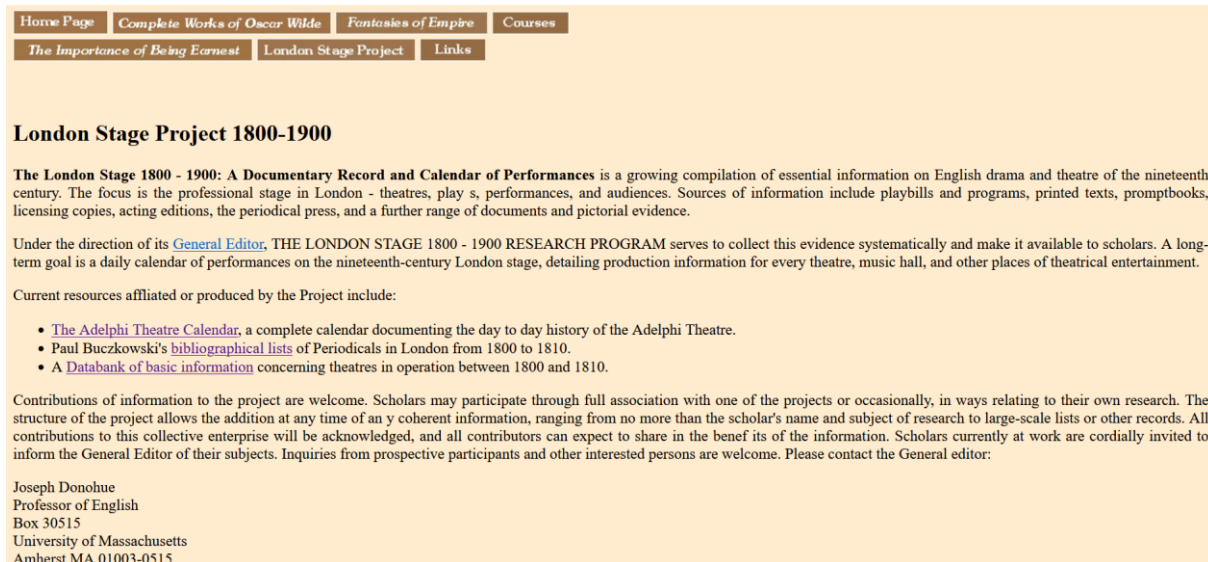 Home Page Complete Works of Oscar Wilde Fantasies of Empire Courses
The Importance of Being Earnest London Stage Project Links
London Stage Project 1800-1900
The London Stage 1800 - 1900: A Documentary Record and Calendar of Performances is a growing compilation of essential information on English drama and theatre of the nineteenth
century. The focus is the professional stage in London - theatres, play s, performances, and audiences. Sources of information include playbills and programs, printed texts, promptbooks,
licensing copies, acting editions, the periodical press, and a further range of documents and pictorial evidence.
Under the direction of its General Editor, THE LONDON STAGE 1800 - 1900 RESEARCH PROGRAM serves to collect this evidence systematically and make it available to scholars. A long-
term goal is a daily calendar of performances on the nineteenth-century London stage, detailing production information for every theatre, music hall, and other places of theatrical entertainment.
Current resources affliated or produced by the Project include:
• The Adelphi Theatre Calendar, a complete calendar documenting the day to day history of the Adelphi Theatre.
• Paul Buczkowski's bibliographical lists of Periodicals in London from 1800 to 1810.
• A Databank of basic information concerning theatres in operation between 1800 and 1810.
Contributions of information to the project are welcome. Scholars may participate through full association with one of the projects or occasionally, in ways relating to their own research. The
structure of the project allows the addition at any time of an y coherent information, ranging from no more than the scholar's name and subject of research to large-scale lists or other records. All
contributions to this collective enterprise will be acknowledged, and all contributors can expect to share in the benef its of the information. Scholars currently at work are cordially invited to
inform the General Editor of their subjects. Inquiries from prospective participants and other interested persons are welcome. Please contact the General editor:
Joseph Donohue
Professor of English
Box 30515
University of Massachusetts
Amherst MA 01003-0515